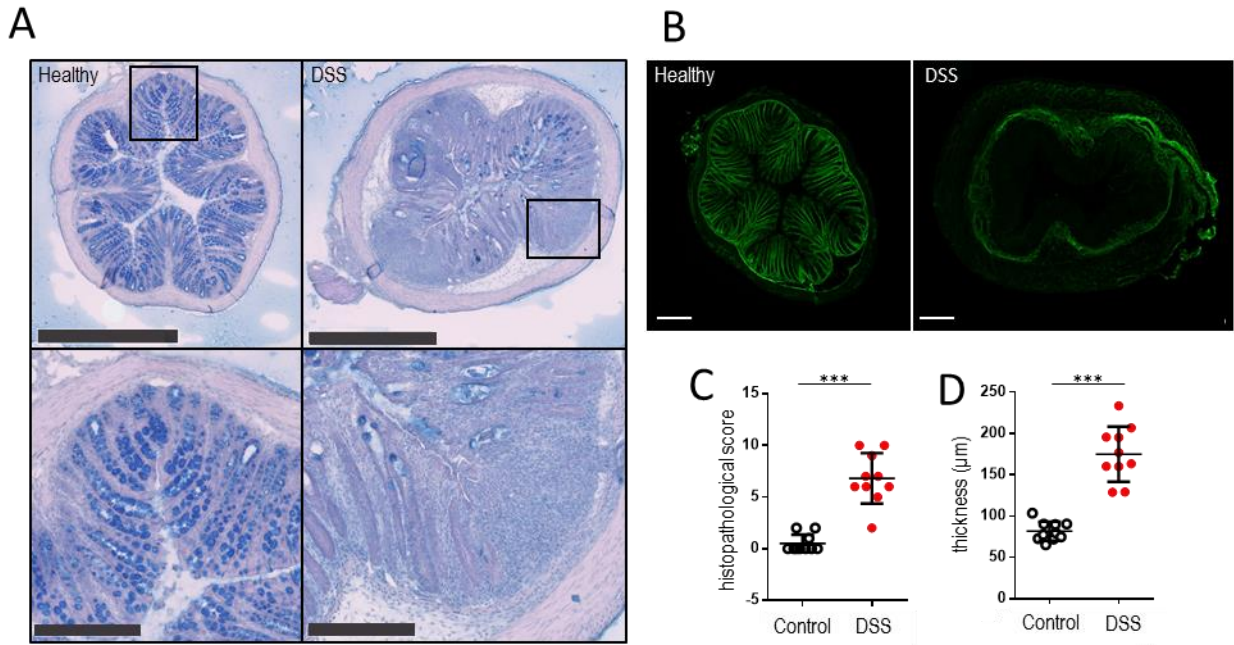 A
Healthy
DSS
B
Healthy
DSS
C
***
histopathological score
15
10
5
0
-5
Control
DSS
D
***
thickness (µm)
250
200
150
100
50
0
Control
DSS